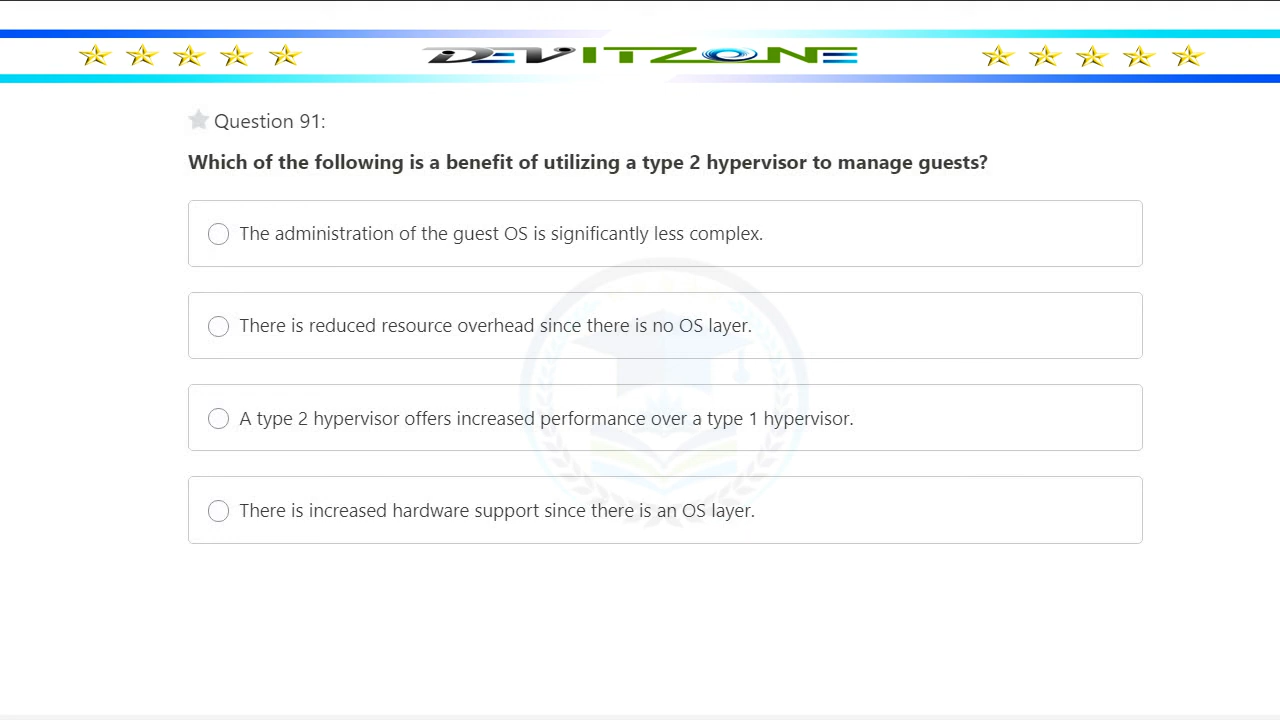 DEVITZONE
Question 91:
Which of the following is a benefit of utilizing a type 2 hypervisor to manage guests?
The administration of the guest OS is significantly less complex.
There is reduced resource overhead since there is no OS layer.
A type 2 hypervisor offers increased performance over a type 1 hypervisor.
There is increased hardware support since there is an OS layer.